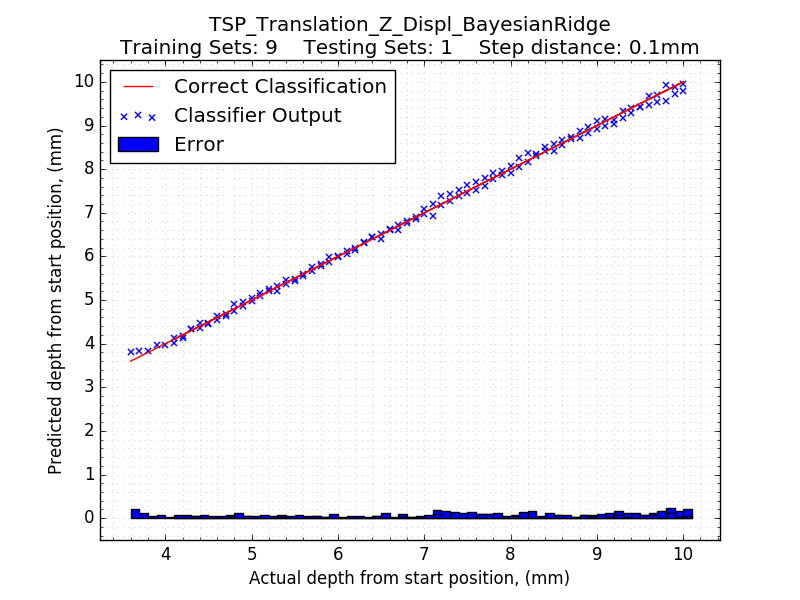 TSP_Translation_Z_Displ_BayesianRidge
Training Sets: 9 Testing Sets: 1 Step distance: 0.1mm
Correct Classification
Classifier Output
Error
Predicted depth from start position, (mm)
10
9
8
7
6
5
4
3
2
1
0
4 5 6 7 8 9 10
Actual depth from start position, (mm)